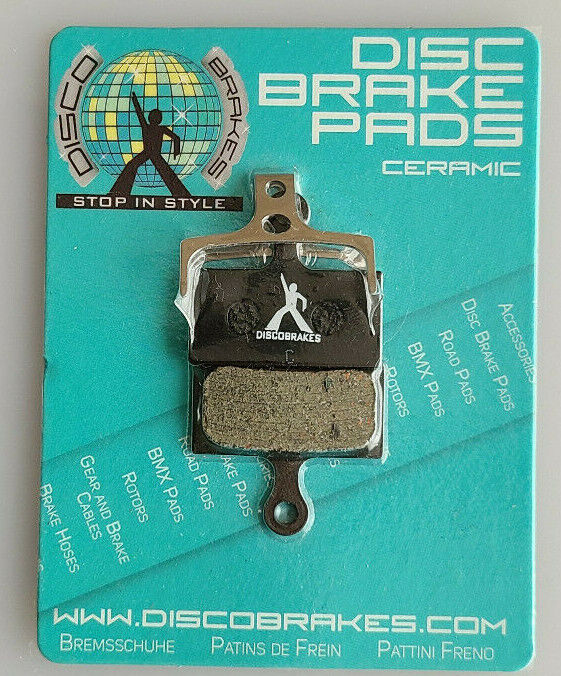 DISCO BRAKES
STOP IN STYLE
DISC
BRAKE
PADS
CERAMIC
DISCOBRAKES
C
ACCESSORIES
DISC BRAKE PADS
ROAD PADS
BMX PADS
ROTORS
BRAKE PADS
ROAD PADS
BMX PADS
ROTORS
GEAR AND BRAKE
CABLES
BRAKE HOSES
WWW.DISCOBRAKES.COM
BREMSSCHUHE PATINS DE FREIN PATTINI FRENO